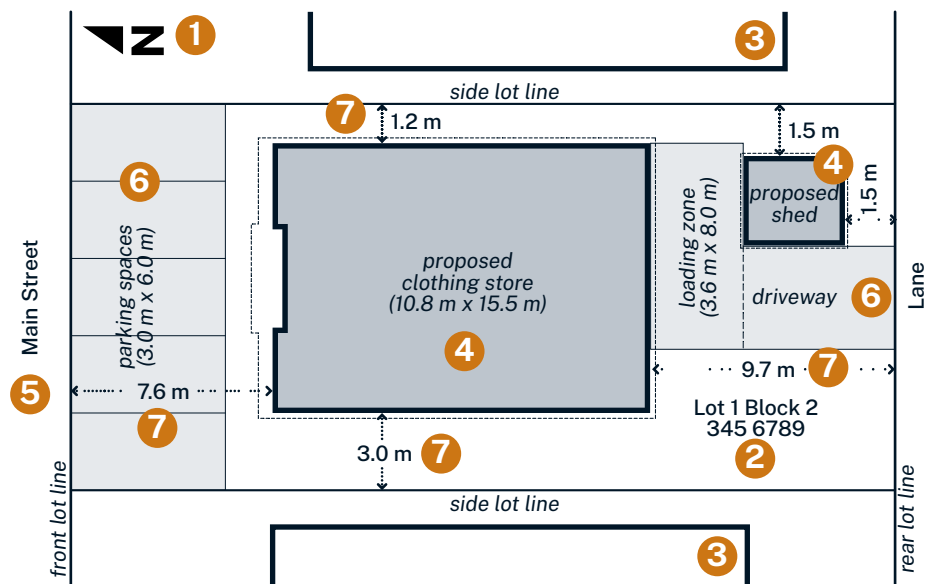 N
1
3
side lot line
7
1.2 m
1.5 m
4
proposed
shed
1.5 m
6
parking spaces
(3.0 m x 6.0 m)
proposed
clothing store
(10.8 m x 15.5 m)
4
loading zone
(3.6 m x 8.0 m)
driveway
6
Main Street
Lane
5
7.6 m
7
9.7 m
7
3.0 m
7
Lot 1 Block 2
345 6789
2
front lot line
side lot line
rear lot line
3